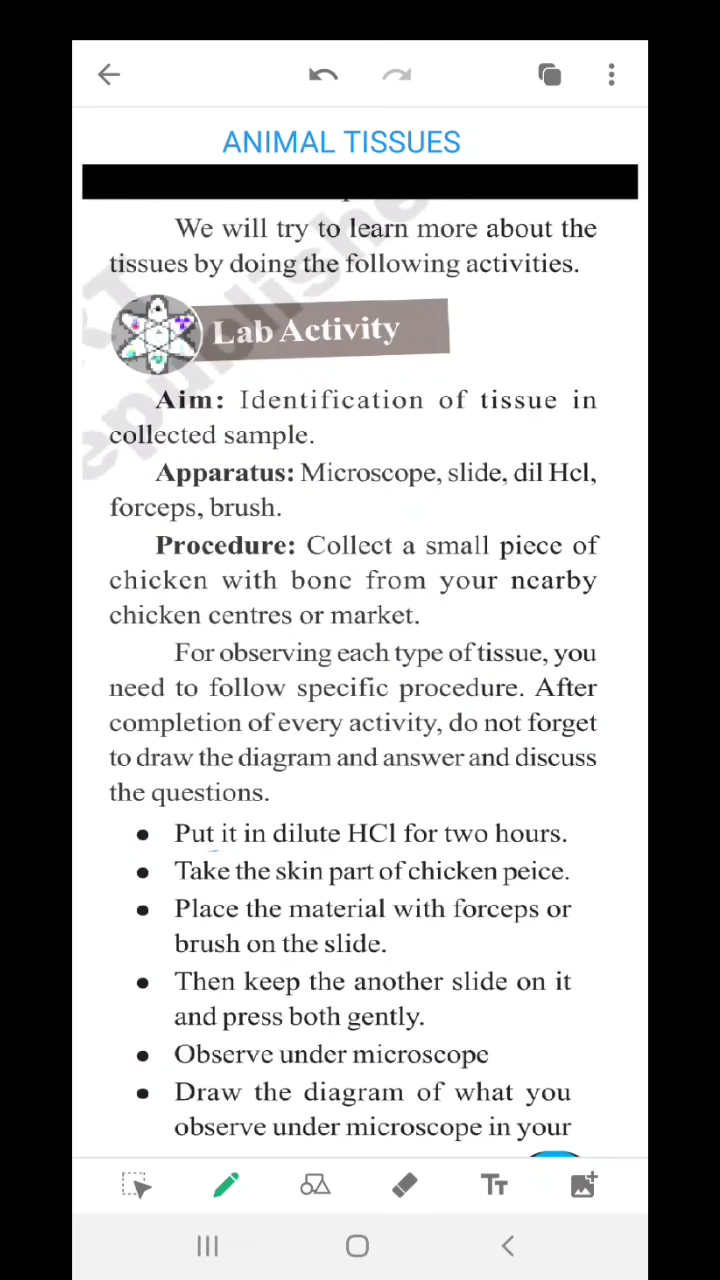 ANIMAL TISSUES
We will try to learn more about the
tissues by doing the following activities.
Lab Activity
Aim: Identification of tissue in
collected sample.
Apparatus: Microscope, slide, dil Hcl,
forceps, brush.
Procedure: Collect a small piece of
chicken with bone from your nearby
chicken centres or market.
For observing each type of tissue, you
need to follow specific procedure. After
completion of every activity, do not forget
to draw the diagram and answer and discuss
the questions.
• Put it in dilute HCl for two hours.
• Take the skin part of chicken peice.
• Place the material with forceps or
brush on the slide.
• Then keep the another slide on it
and press both gently.
• Observe under microscope
• Draw the diagram of what you
observe under microscope in your
TT